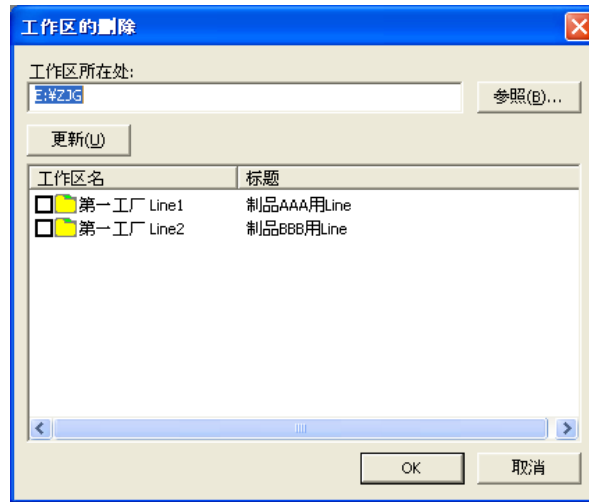 工作区的删除
工作区所在处:
E:¥ZJG
参照(B)...
更新(U)
工作区名 标题
第一工厂 Line1 制品AAA用Line
第一工厂 Line2 制品BBB用Line
OK 取消